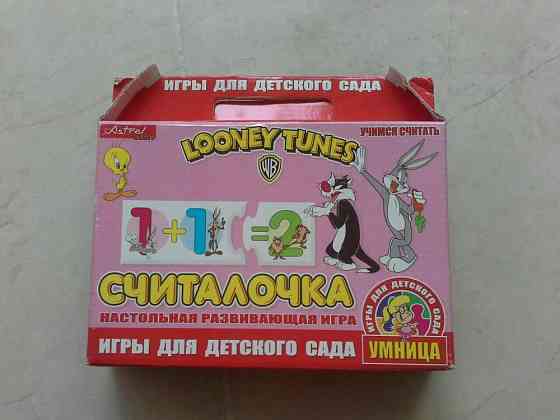 ИГРЫ ДЛЯ ДЕТСКОГО САДА
Astrel
УЧИМСЯ СЧИТАТЬ
LOONEY TUNES
WB
1+1=2
СЧИТАЛОЧКА
НАСТОЛЬНАЯ РАЗВИВАЮЩАЯ ИГРА
ИГРЫ ДЛЯ ДЕТСКОГО САДА
УМНИЦА
ИГРЫ ДЛЯ ДЕТСКОГО САДА